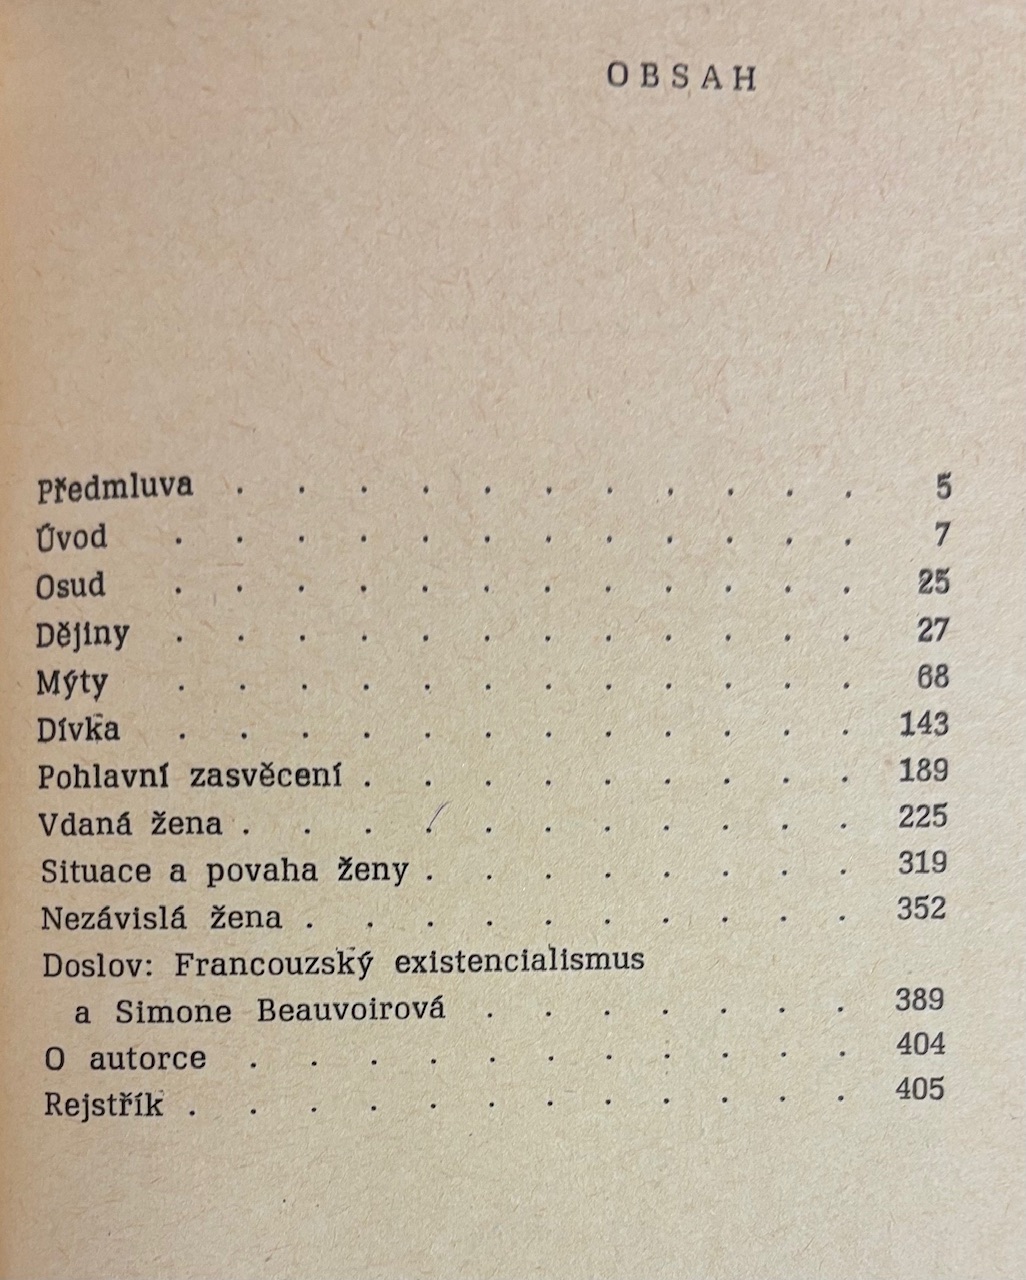 OBSAH
Předmluva . . . . . . . . . . . 5
Úvod . . . . . . . . . . . . 7
Osud . . . . . . . . . . . . 25
Dějiny . . . . . . . . . . . . 27
Mýty . . . . . . . . . . . . 68
Dívka . . . . . . . . . . . . 143
Pohlavní zasvěcení . . . . . . . . . 189
Vdaná žena . . . . . . . . . . . 225
Situace a povaha ženy . . . . . . . . 319
Nezávislá žena . . . . . . . . . . 352
Doslov: Francouzský existencialismus
a Simone Beauvoirová . . . . . . . 389
O autorce . . . . . . . . . . . 404
Rejstřík . . . . . . . . . . . . 405